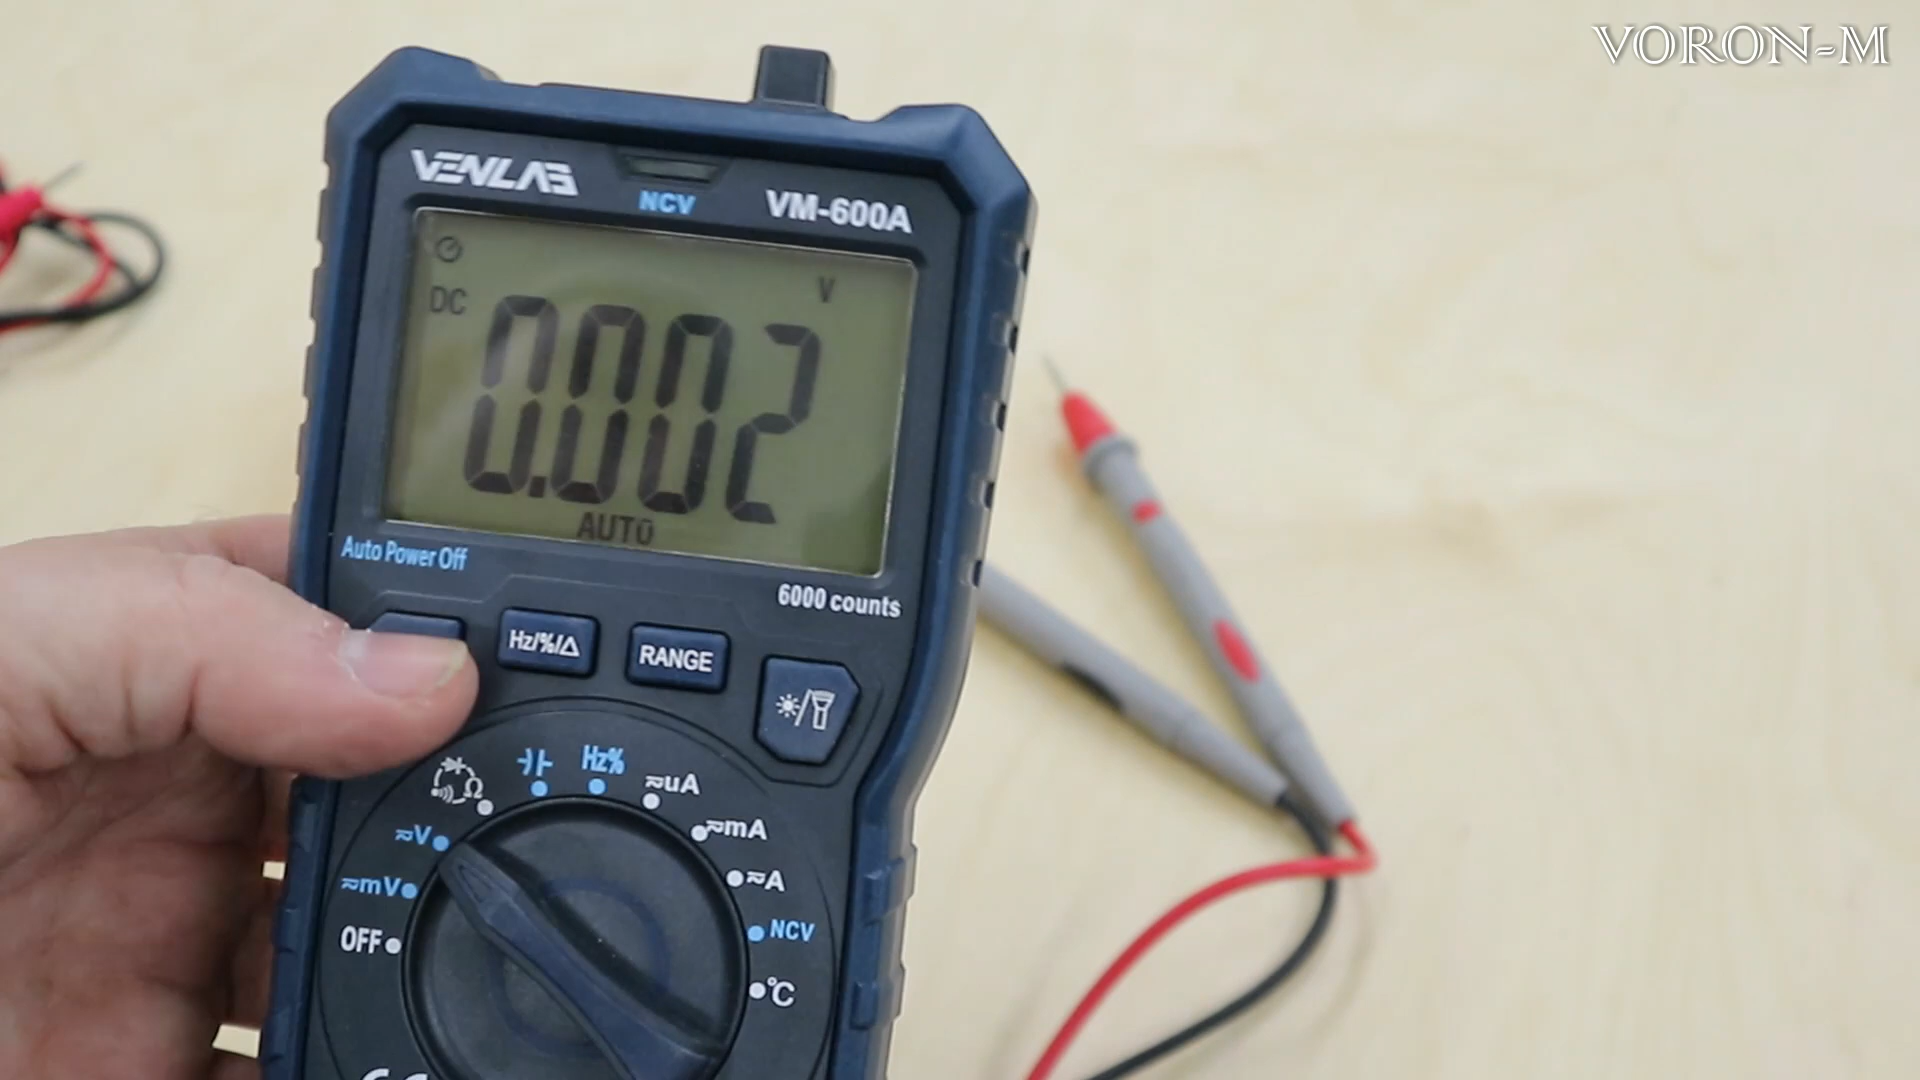 VORON-M
VENLAB
NCV
VM-600A
DC
V
0.002
AUTO
Auto Power Off
6000 counts
Hz/%/△
RANGE
Hz%
uA
Ω
V
mA
mV
A
OFF
NCV
°C